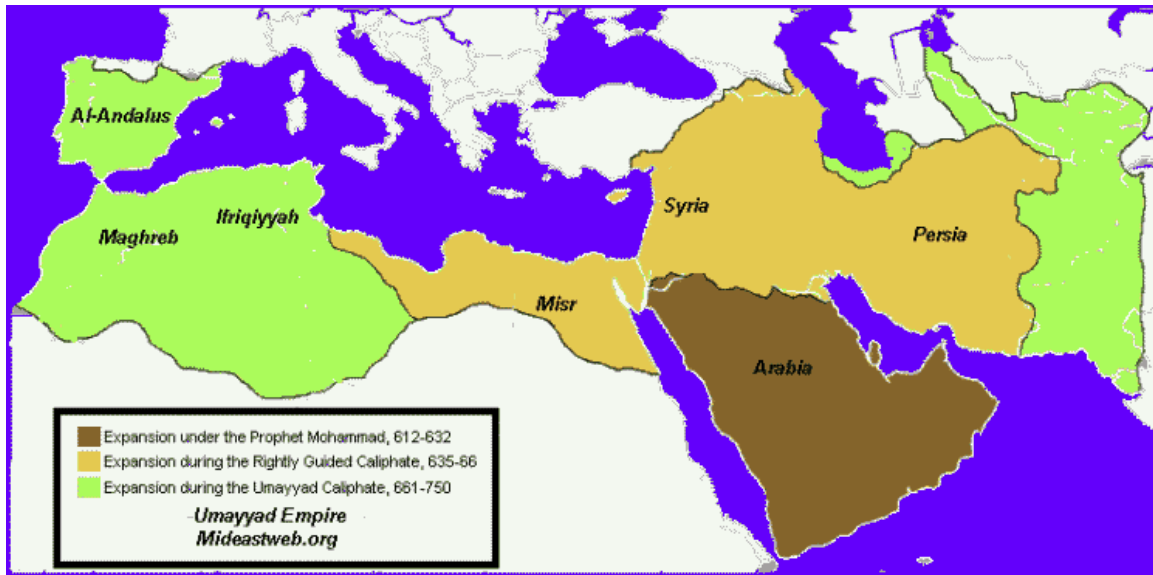 Al-Andalus
Ifriqiyyah
Maghreb
Syria
Persia
Misr
Arabia
Expansion under the Prophet Mohammad, 612-632
Expansion during the Rightly Guided Caliphate, 635-66
Expansion during the Umayyad Caliphate, 661-750
Umayyad Empire
Mideastweb.org